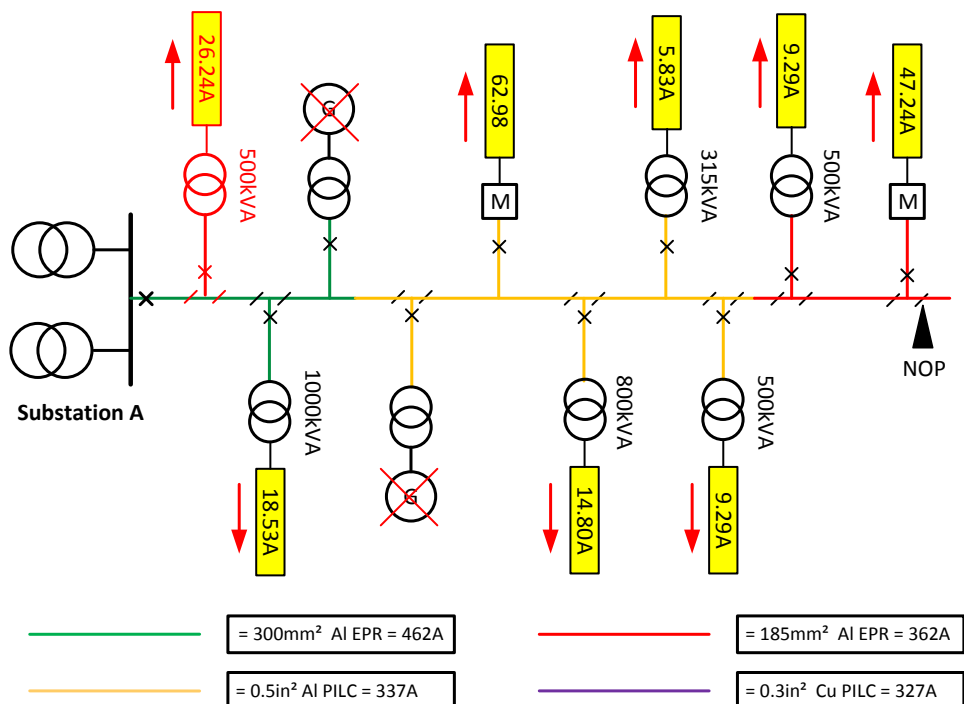 26.24A
500kVA
G
62.98
M
5.83A
315kVA
9.29A
500kVA
47.24A
M
Substation A
1000kVA
18.53A
G
14.80A
800kVA
9.29A
500kVA
NOP
= 300mm² Al EPR = 462A
= 185mm² Al EPR = 362A
= 0.5in² Al PILC = 337A
= 0.3in² Cu PILC = 327A